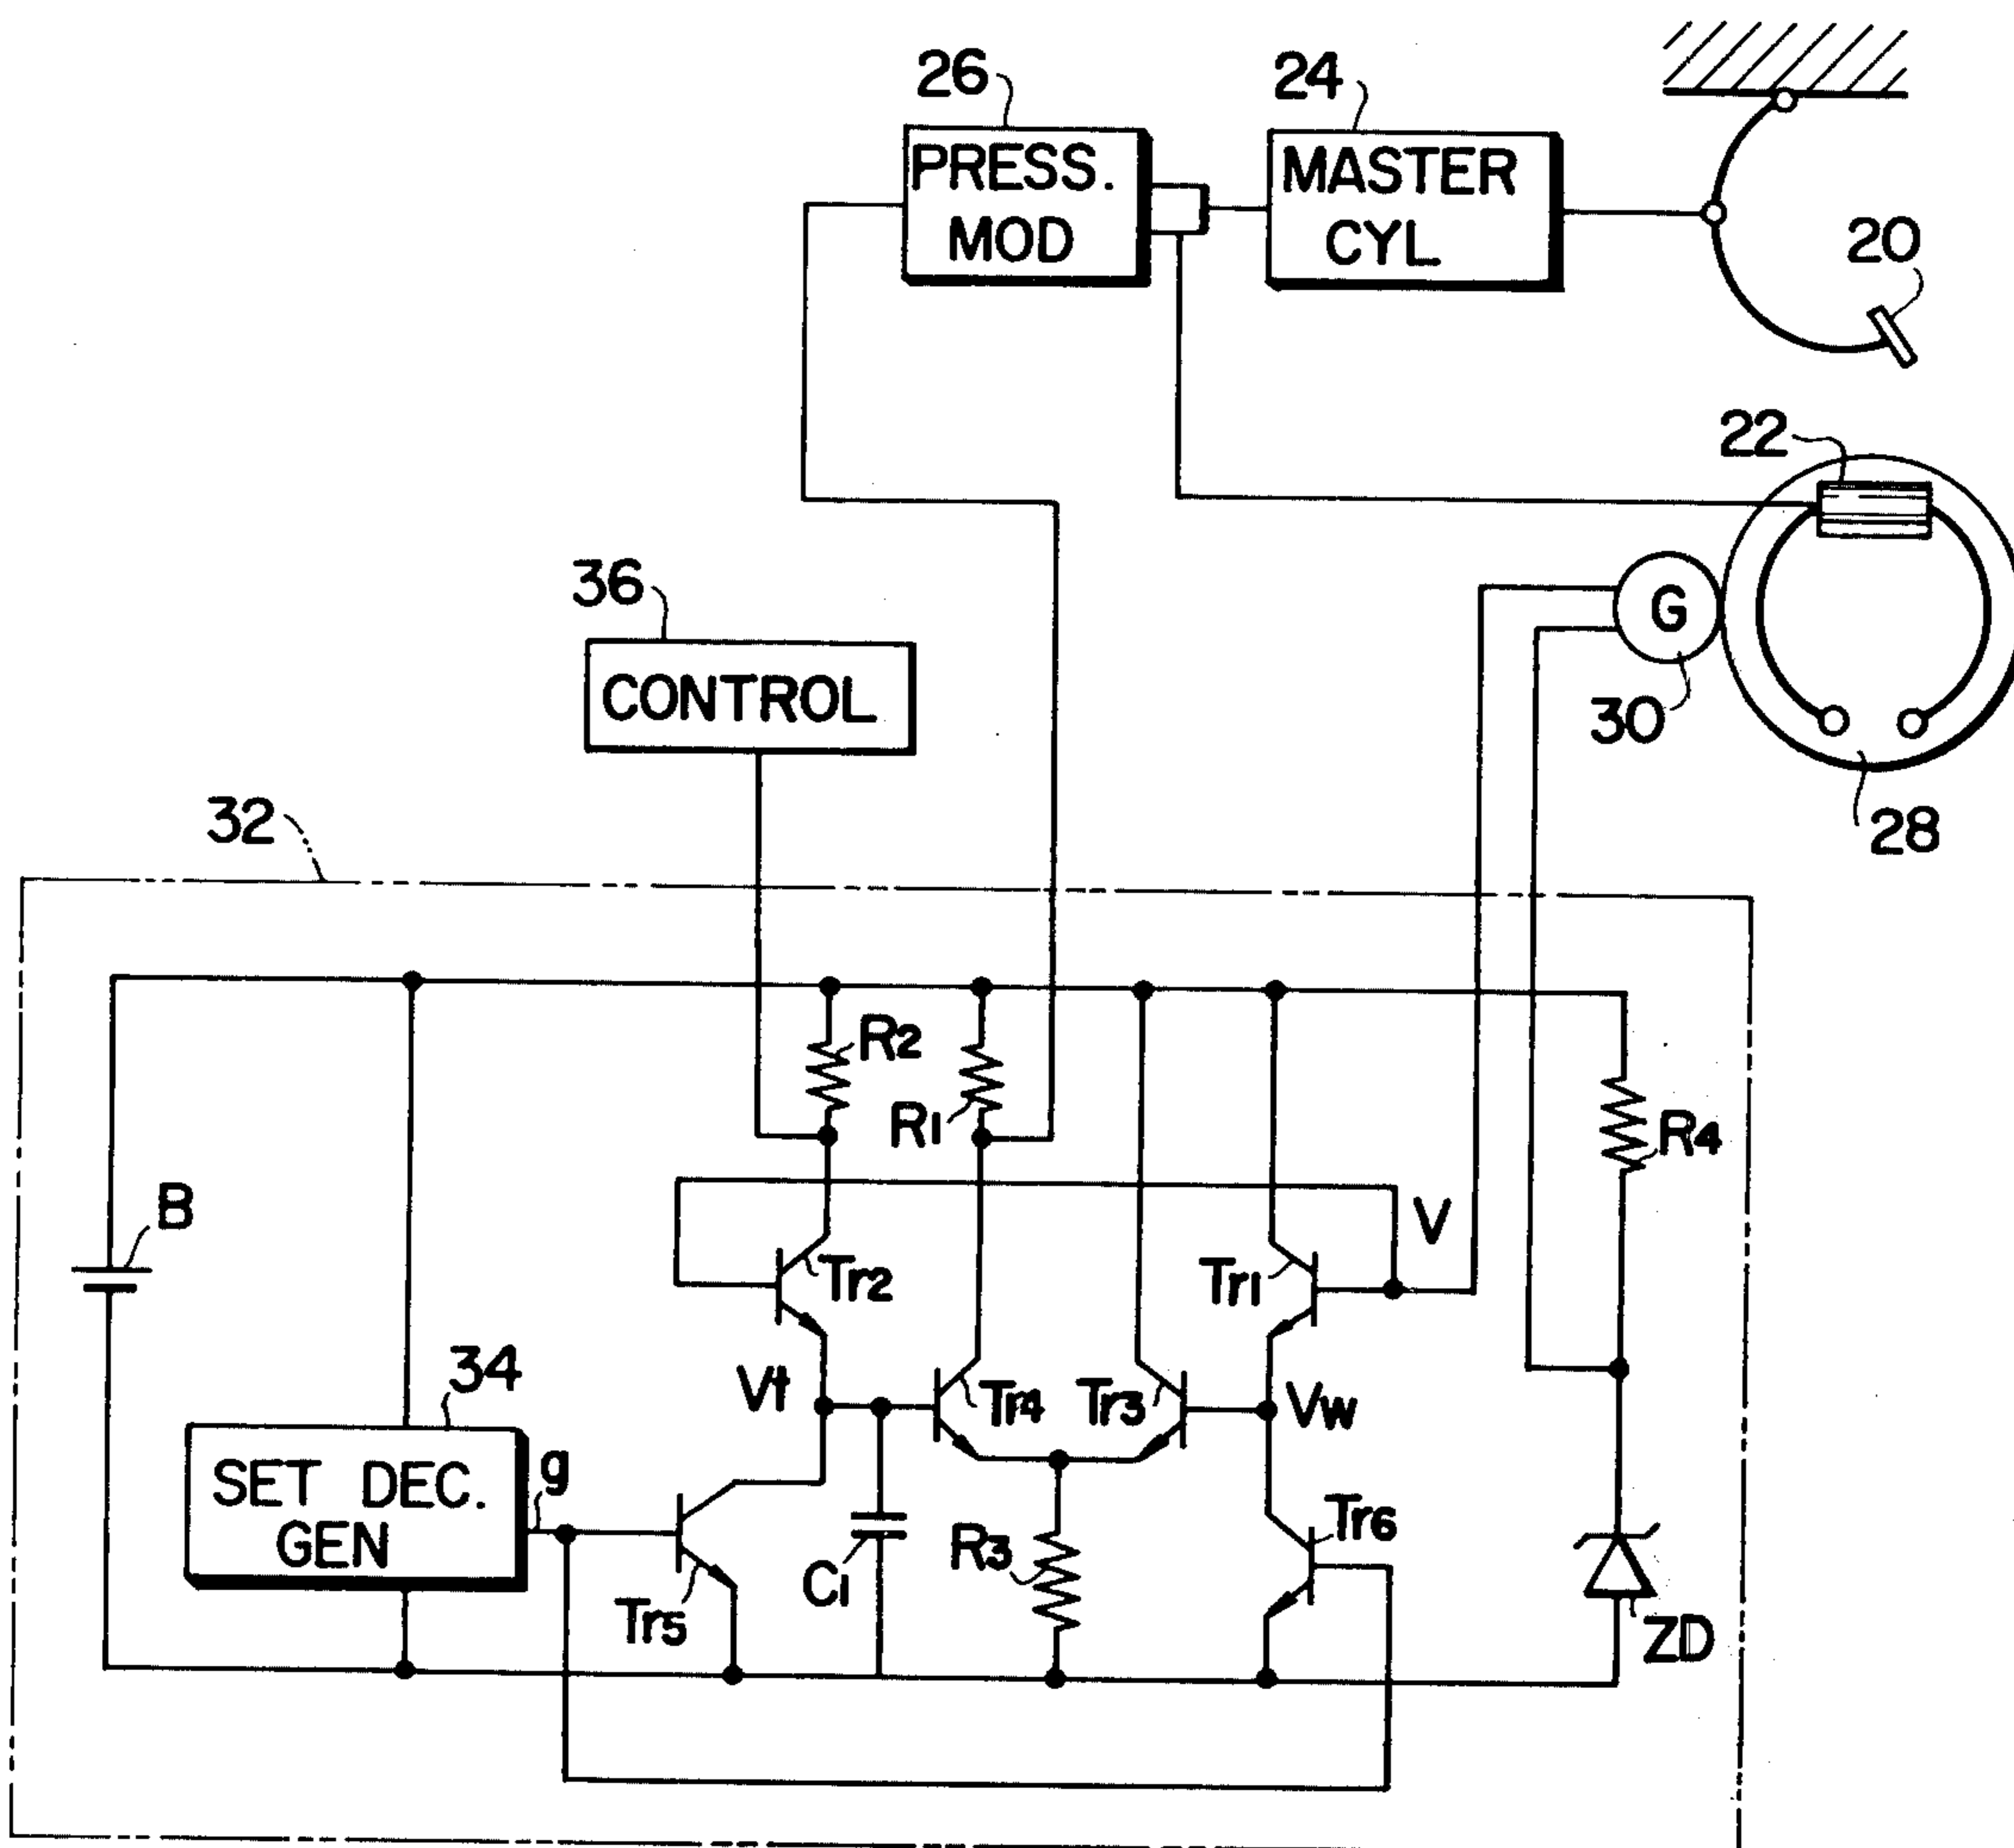 26
24
PRESS.
MOD
MASTER
CYL
20
22
36
G
CONTROL
30
32
28
R2
R1
R4
B
V
Tr2
Tr1
34
Vt
Tr4
Tr3
Vw
SET DEC.
GEN
g
Tr6
R3
C1
Tr5
ZD